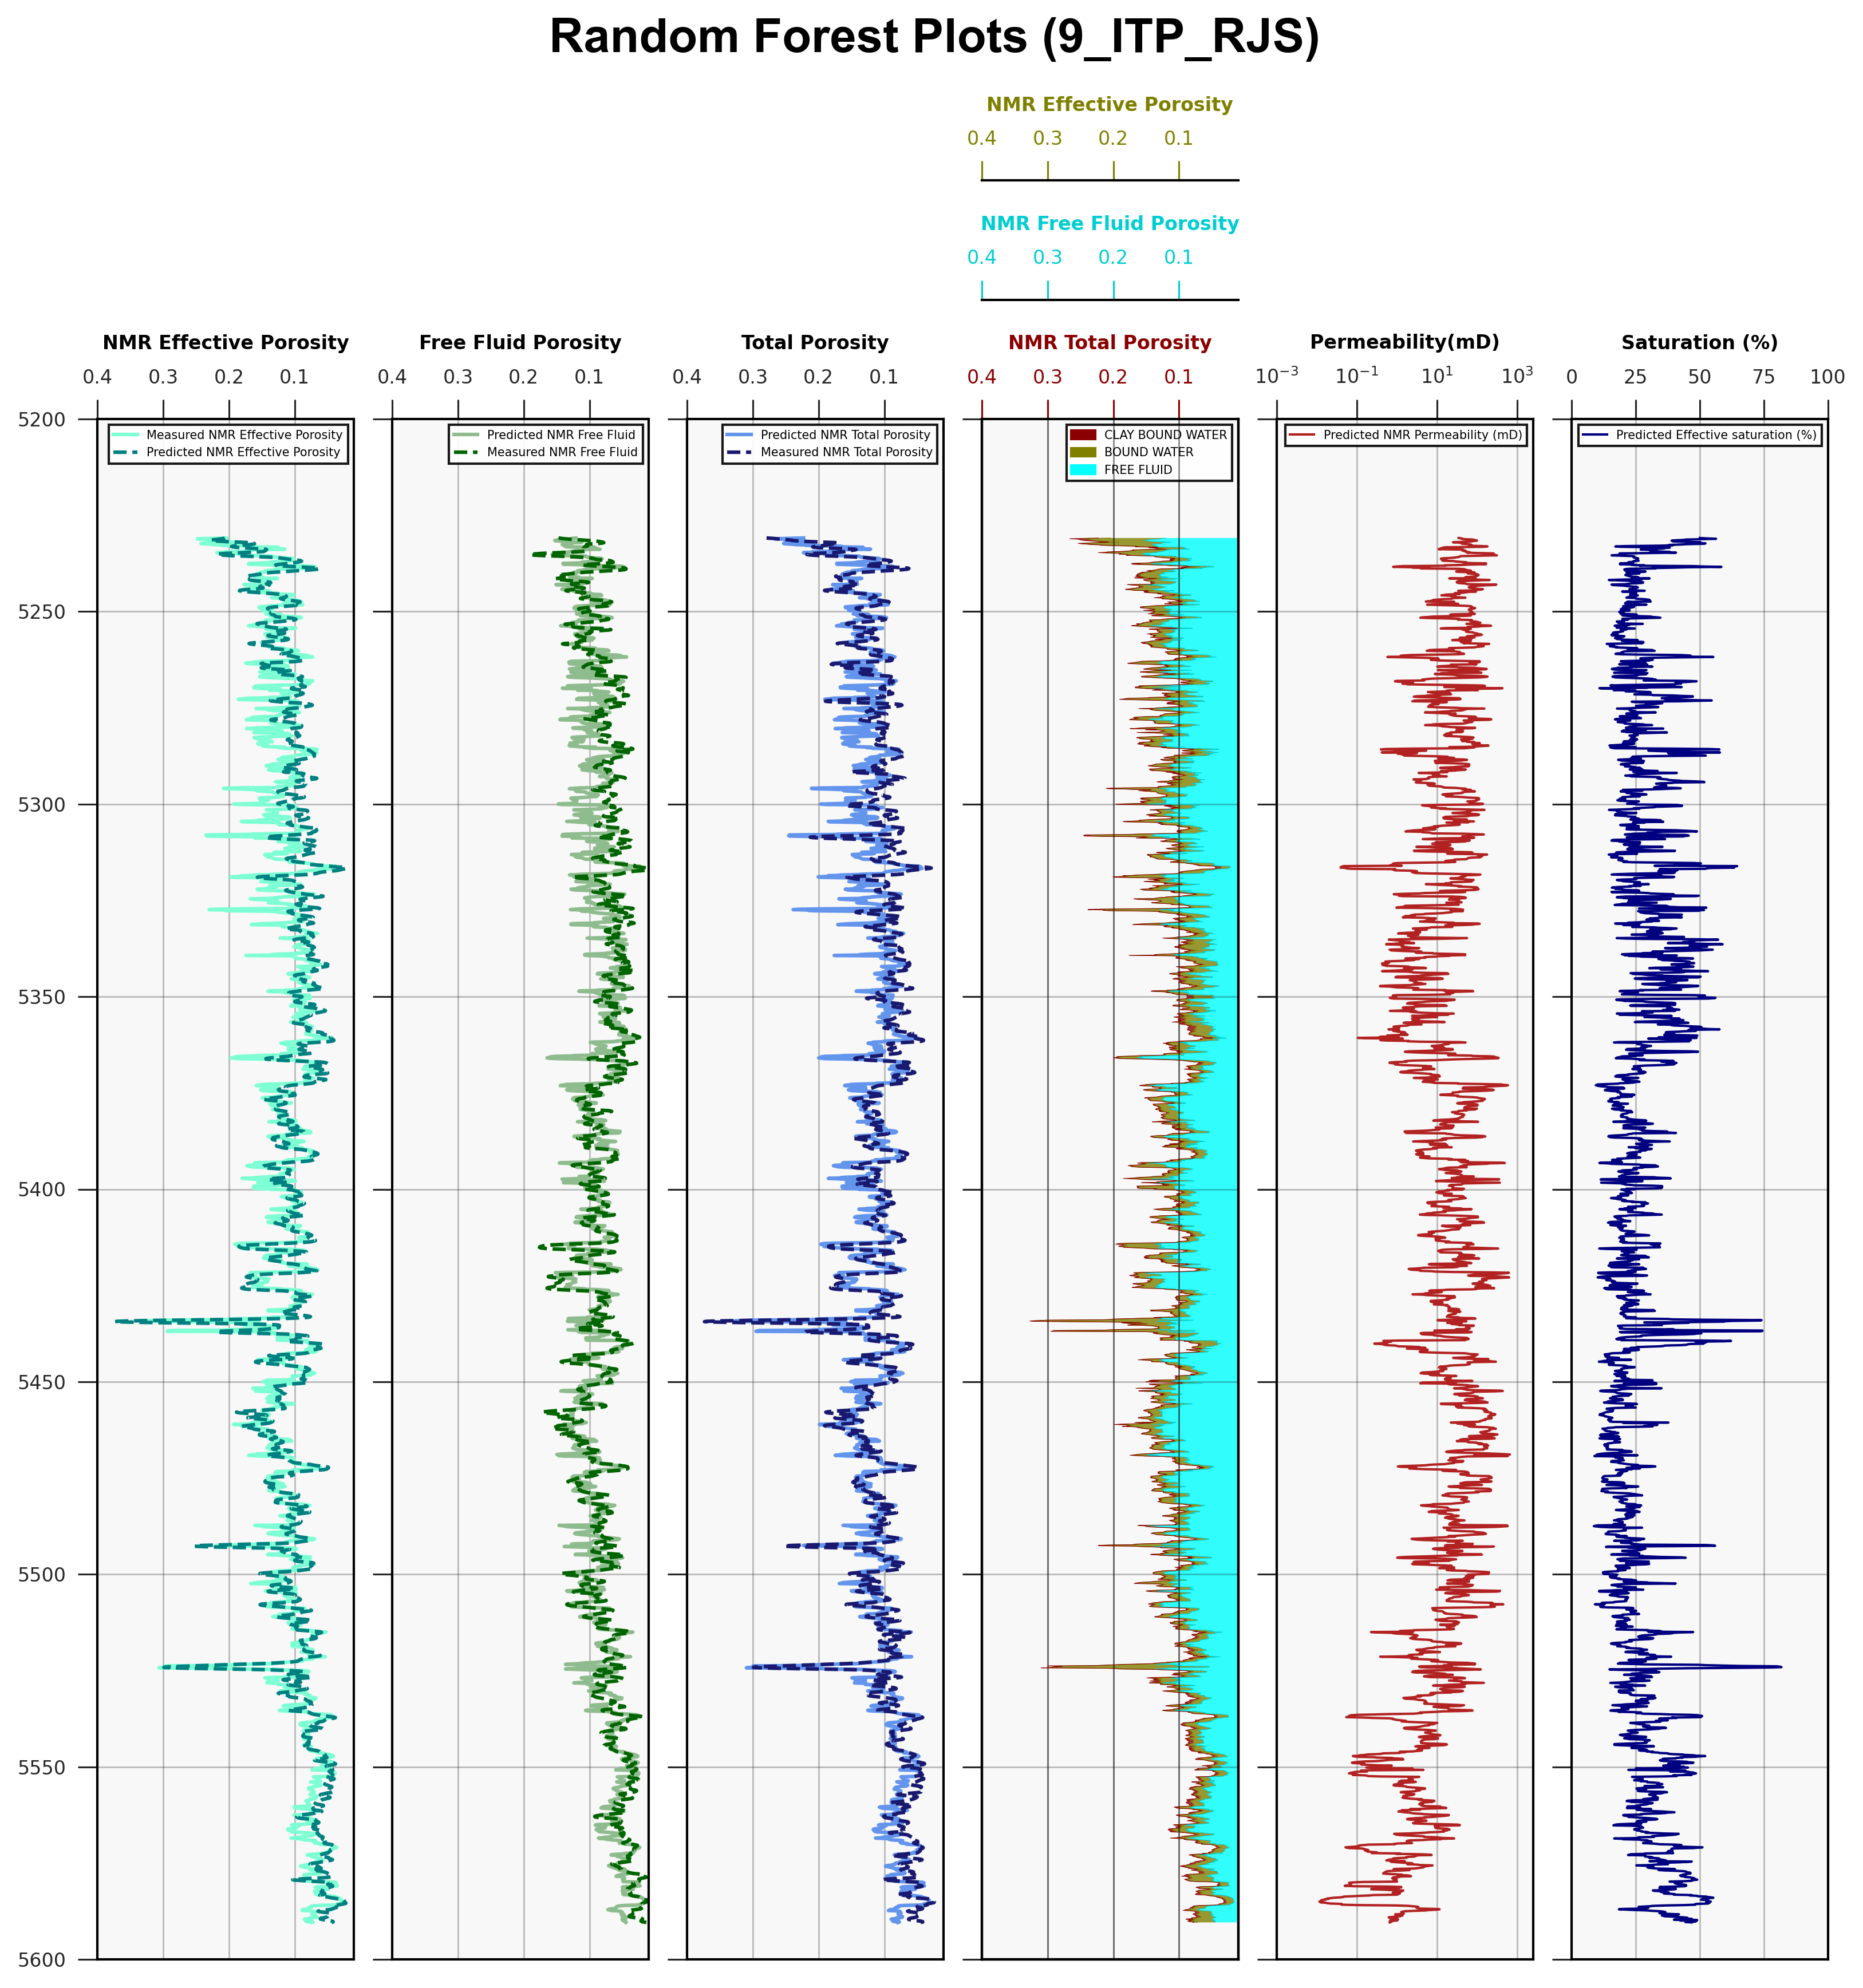 Random Forest Plots (9_ITP_RJS)
NMR Effective Porosity
0.4 0.3 0.2 0.1
NMR Free Fluid Porosity
0.4 0.3 0.2 0.1
NMR Effective Porosity Free Fluid Porosity Total Porosity NMR Total Porosity Permeability(mD) Saturation (%)
0.4 0.3 0.2 0.1 0.4 0.3 0.2 0.1 0.4 0.3 0.2 0.1 0.4 0.3 0.2 0.1 10⁻³ 10⁻¹ 10¹ 10³ 0 25 50 75 100
5200
Measured NMR Effective Porosity
Predicted NMR Effective Porosity
Predicted NMR Free Fluid
Measured NMR Free Fluid
Predicted NMR Total Porosity
Measured NMR Total Porosity
CLAY BOUND WATER
BOUND WATER
FREE FLUID
Predicted NMR Permeability (mD)
Predicted Effective saturation (%)
5250
5300
5350
5400
5450
5500
5550
5600